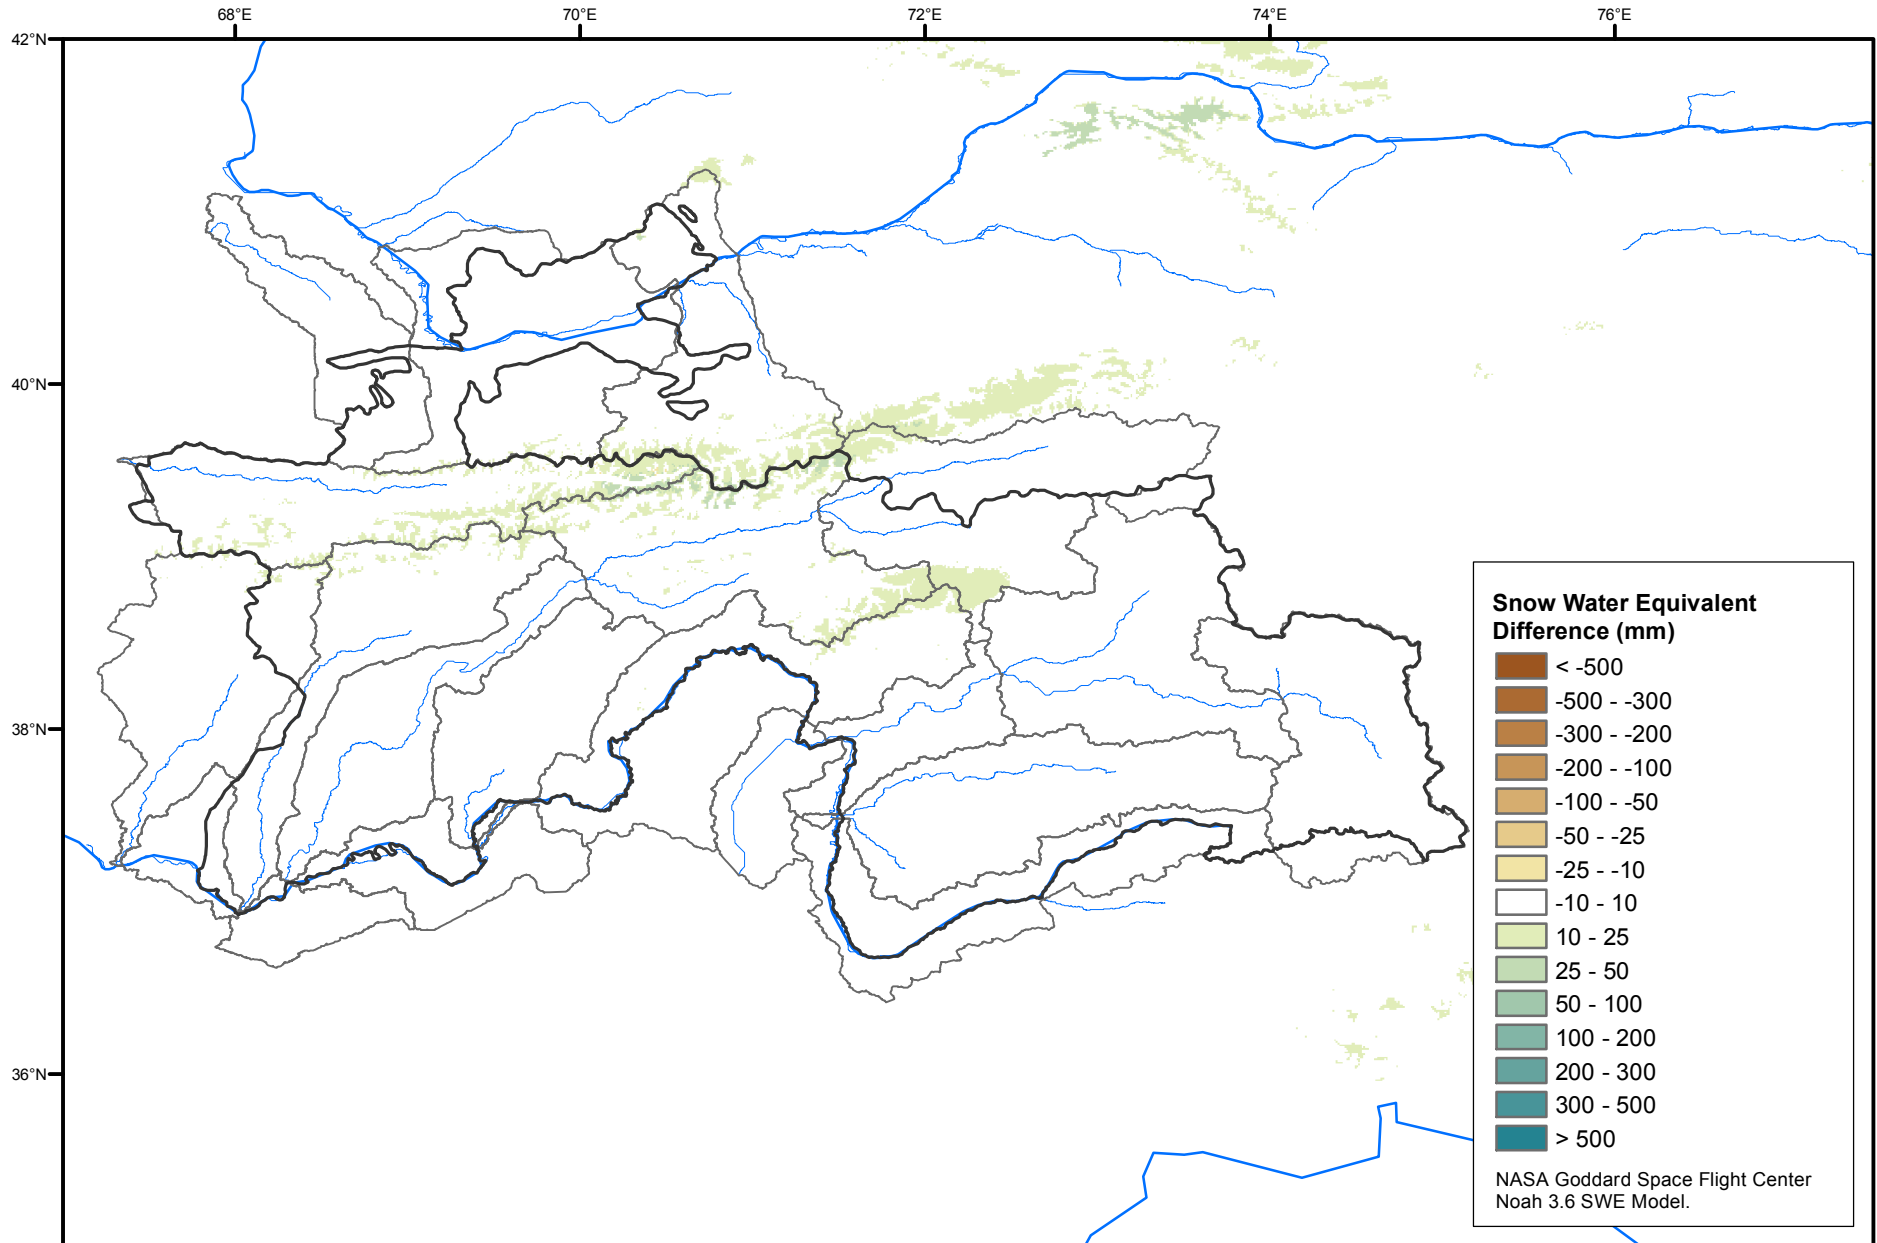 68°E
70°E
72°E
74°E
76°E
42°N
40°N
38°N
36°N
Snow Water Equivalent
Difference (mm)
< -500
-500 - -300
-300 - -200
-200 - -100
-100 - -50
-50 - -25
-25 - -10
-10 - 10
10 - 25
25 - 50
50 - 100
100 - 200
200 - 300
300 - 500
> 500
NASA Goddard Space Flight Center
Noah 3.6 SWE Model.